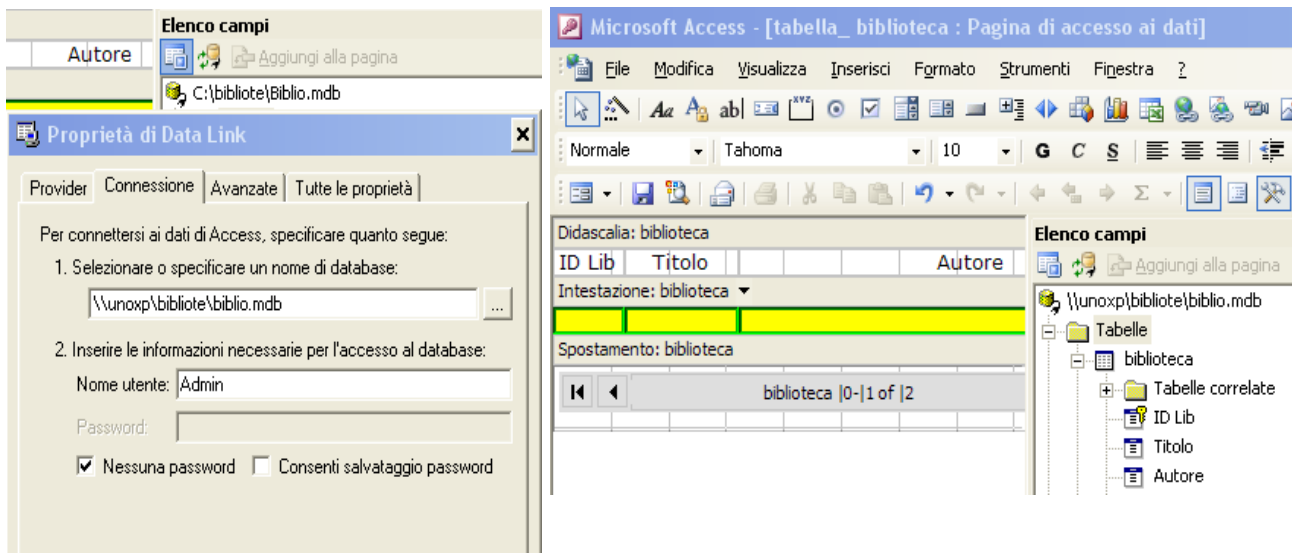 Elenco campi
Autore
Aggiungi alla pagina
C:\bibliote\Biblio.mdb
Proprietà di Data Link
Provider Connessione Avanzate Tutte le proprietà
Per connettersi ai dati di Access, specificare quanto segue:
1. Selezionare o specificare un nome di database:
\\unoxp\bibliote\biblio.mdb ...
2. Inserire le informazioni necessarie per l'accesso al database:
Nome utente: Admin
Password:
Nessuna password Consenti salvataggio password
Microsoft Access - [tabella_ biblioteca : Pagina di accesso ai dati]
File Modifica Visualizza Inserisci Formato Strumenti Finestra ?
Aa A ab| XYZ
Normale Tahoma 10 G C S
Σ
Didascalia: biblioteca
ID Lib Titolo Autore
Intestazione: biblioteca
Spostamento: biblioteca
biblioteca |0-|1 of |2
Elenco campi
Aggiungi alla pagina
\\unoxp\bibliote\biblio.mdb
Tabelle
biblioteca
Tabelle correlate
ID Lib
Titolo
Autore